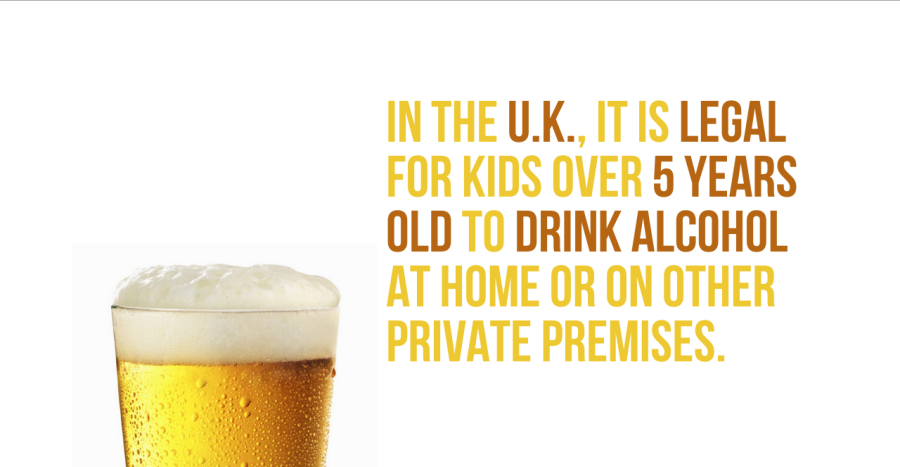 IN THE U.K., IT IS LEGAL
FOR KIDS OVER 5 YEARS
OLD TO DRINK ALCOHOL
AT HOME OR ON OTHER
PRIVATE PREMISES.